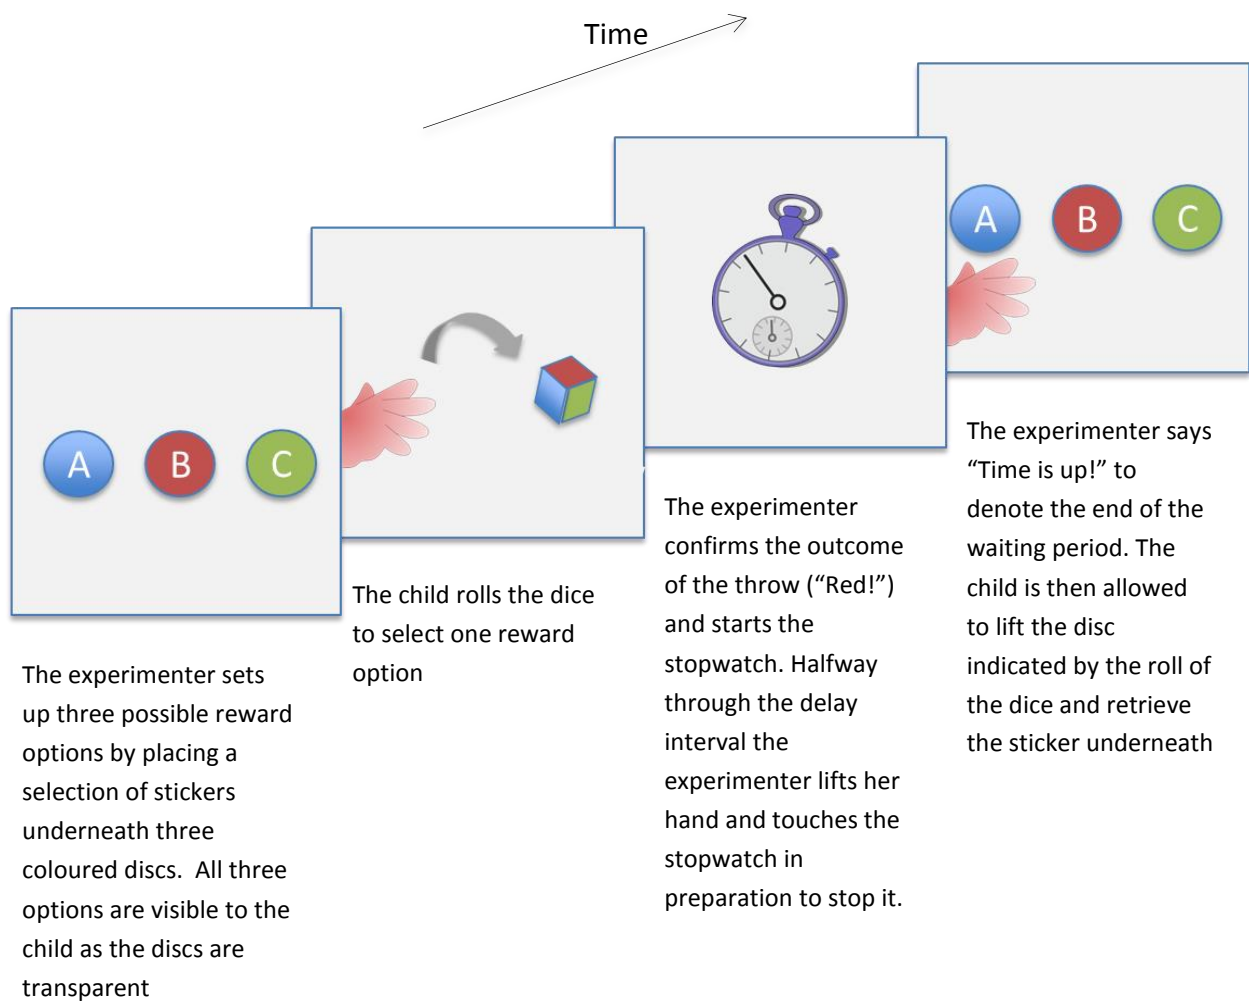 Time
A B C
The experimenter sets
up three possible reward
options by placing a
selection of stickers
underneath three
coloured discs.  All three
options are visible to the
child as the discs are
transparent
The child rolls the dice
to select one reward
option
The experimenter
confirms the outcome
of the throw (“Red!”)
and starts the
stopwatch. Halfway
through the delay
interval the
experimenter lifts her
hand and touches the
stopwatch in
preparation to stop it.
A B C
The experimenter says
“Time is up!” to
denote the end of the
waiting period. The
child is then allowed
to lift the disc
indicated by the roll of
the dice and retrieve
the sticker underneath